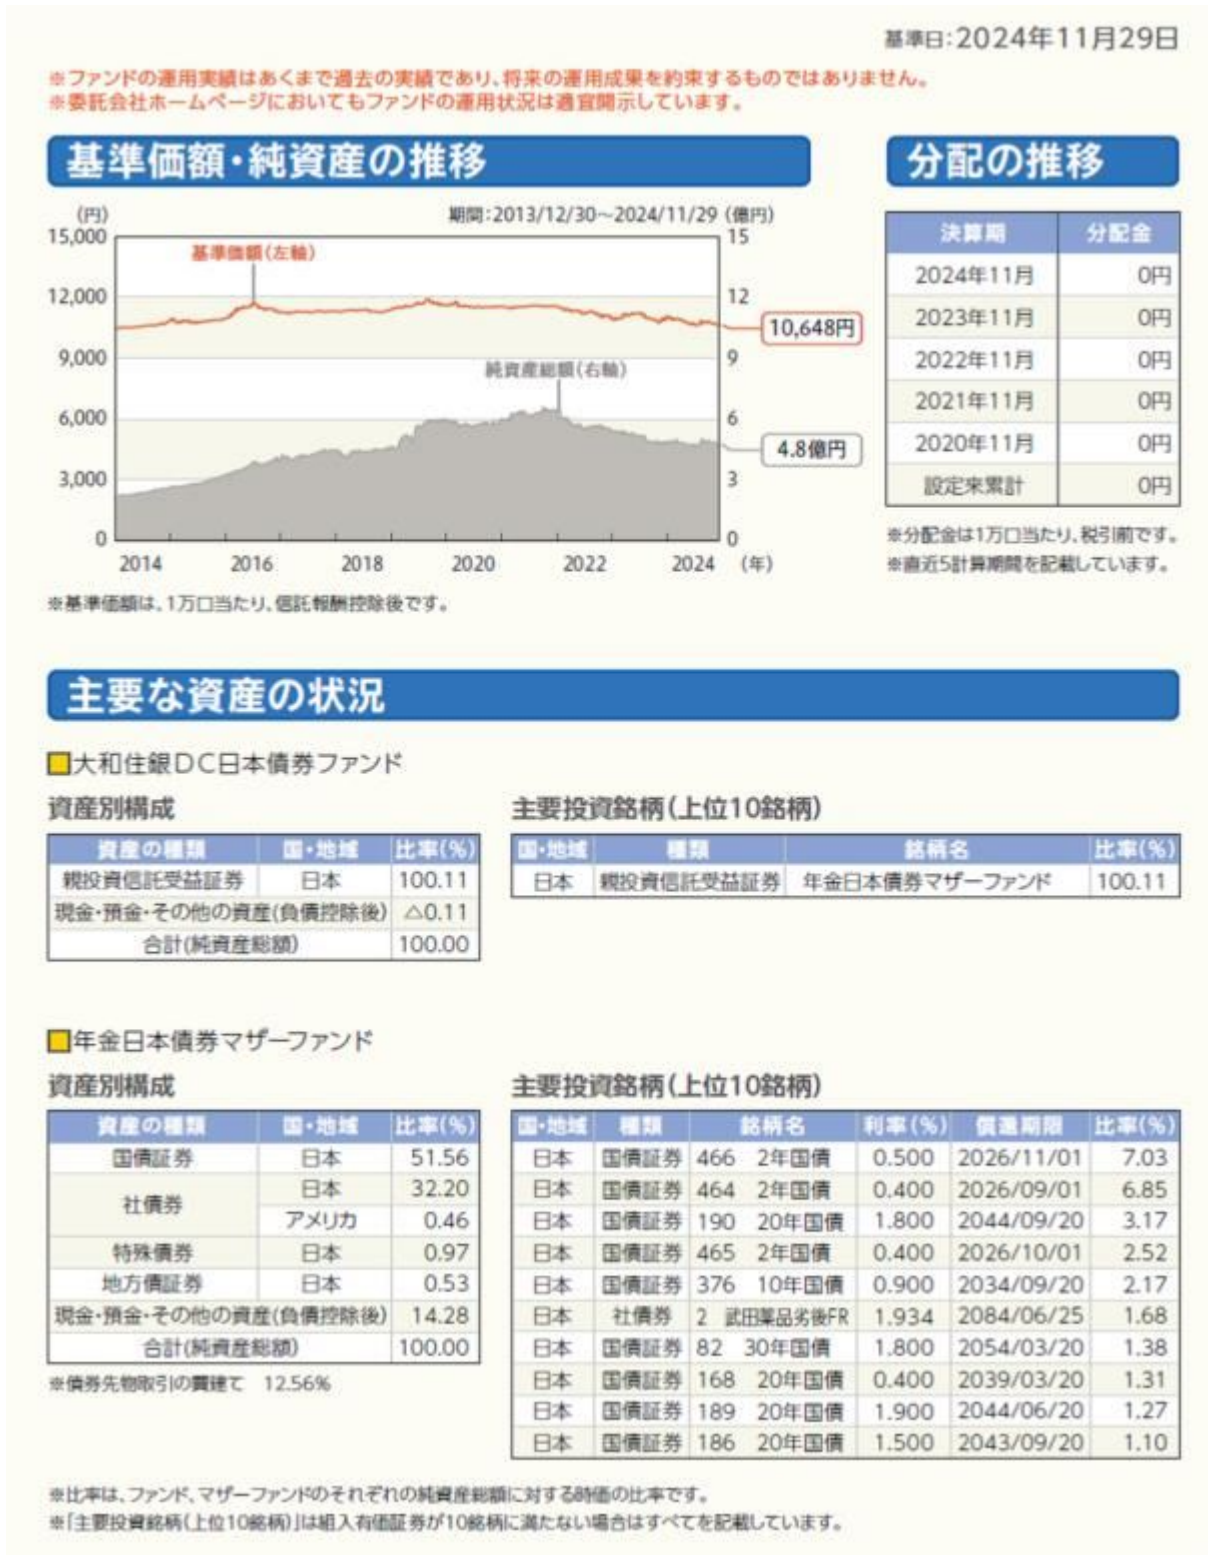 基準日:2024年11月29日
※ファンドの運用実績はあくまで過去の実績であり、将来の運用成果を約束するものではありません。
※委託会社ホームページにおいてもファンドの運用状況は適宜開示しています。
基準価額・純資産の推移
(円)
期間:2013/12/30~2024/11/29 (億円)
15,000
15
基準価額(左軸)
12,000
12
10,648円
9,000
9
純資産総額(右軸)
6,000
6
4.8億円
3,000
3
0
0
2014 2016 2018 2020 2022 2024 (年)
※基準価額は、1万口当たり、信託報酬控除後です。
分配の推移
決算期 分配金
2024年11月 0円
2023年11月 0円
2022年11月 0円
2021年11月 0円
2020年11月 0円
設定来累計 0円
※分配金は1万口当たり、税引前です。
※直近5計算期間を記載しています。
主要な資産の状況
大和住銀DC日本債券ファンド
資産別構成
資産の種類 国・地域 比率(%)
親投資信託受益証券 日本 100.11
現金・預金・その他の資産(負債控除後) △0.11
合計(純資産総額) 100.00
主要投資銘柄(上位10銘柄)
国・地域 種類 銘柄名 比率(%)
日本 親投資信託受益証券 年金日本債券マザーファンド 100.11
年金日本債券マザーファンド
資産別構成
資産の種類 国・地域 比率(%)
国債証券 日本 51.56
社債券 日本 32.20
アメリカ 0.46
特殊債券 日本 0.97
地方債証券 日本 0.53
現金・預金・その他の資産(負債控除後) 14.28
合計(純資産総額) 100.00
※債券先物取引の買建て 12.56%
主要投資銘柄(上位10銘柄)
国・地域 種類 銘柄名 利率(%) 償還期限 比率(%)
日本 国債証券 466 2年国債 0.500 2026/11/01 7.03
日本 国債証券 464 2年国債 0.400 2026/09/01 6.85
日本 国債証券 190 20年国債 1.800 2044/09/20 3.17
日本 国債証券 465 2年国債 0.400 2026/10/01 2.52
日本 国債証券 376 10年国債 0.900 2034/09/20 2.17
日本 社債券 2 武田薬品劣後FR 1.934 2084/06/25 1.68
日本 国債証券 82 30年国債 1.800 2054/03/20 1.38
日本 国債証券 168 20年国債 0.400 2039/03/20 1.31
日本 国債証券 189 20年国債 1.900 2044/06/20 1.27
日本 国債証券 186 20年国債 1.500 2043/09/20 1.10
※比率は、ファンド、マザーファンドのそれぞれの純資産総額に対する時価の比率です。
※「主要投資銘柄(上位10銘柄)」は組入有価証券が10銘柄に満たない場合はすべてを記載しています。